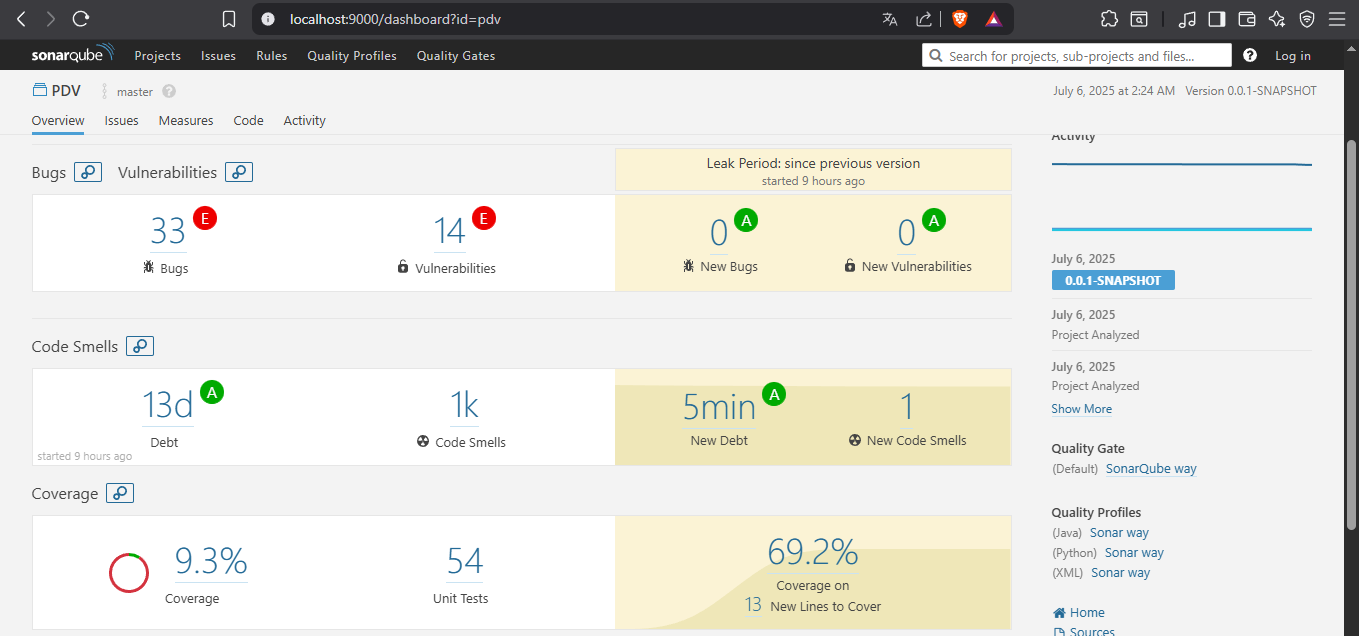 localhost:9000/dashboard?id=pdv
sonarqube Projects Issues Rules Quality Profiles Quality Gates Search for projects, sub-projects and files... ? Log in
PDV master ? July 6, 2025 at 2:24 AM Version 0.0.1-SNAPSHOT
Overview Issues Measures Code Activity
Activity
Bugs Vulnerabilities
Leak Period: since previous version
started 9 hours ago
33 E
Bugs
14 E
Vulnerabilities
0 A
New Bugs
0 A
New Vulnerabilities
Code Smells
13d A
Debt
started 9 hours ago
1k
Code Smells
5min A
New Debt
1
New Code Smells
Coverage
9.3%
Coverage
54
Unit Tests
69.2%
Coverage on
13 New Lines to Cover
July 6, 2025
0.0.1-SNAPSHOT
July 6, 2025
Project Analyzed
July 6, 2025
Project Analyzed
Show More
Quality Gate
(Default) SonarQube way
Quality Profiles
(Java) Sonar way
(Python) Sonar way
(XML) Sonar way
Home
Sources